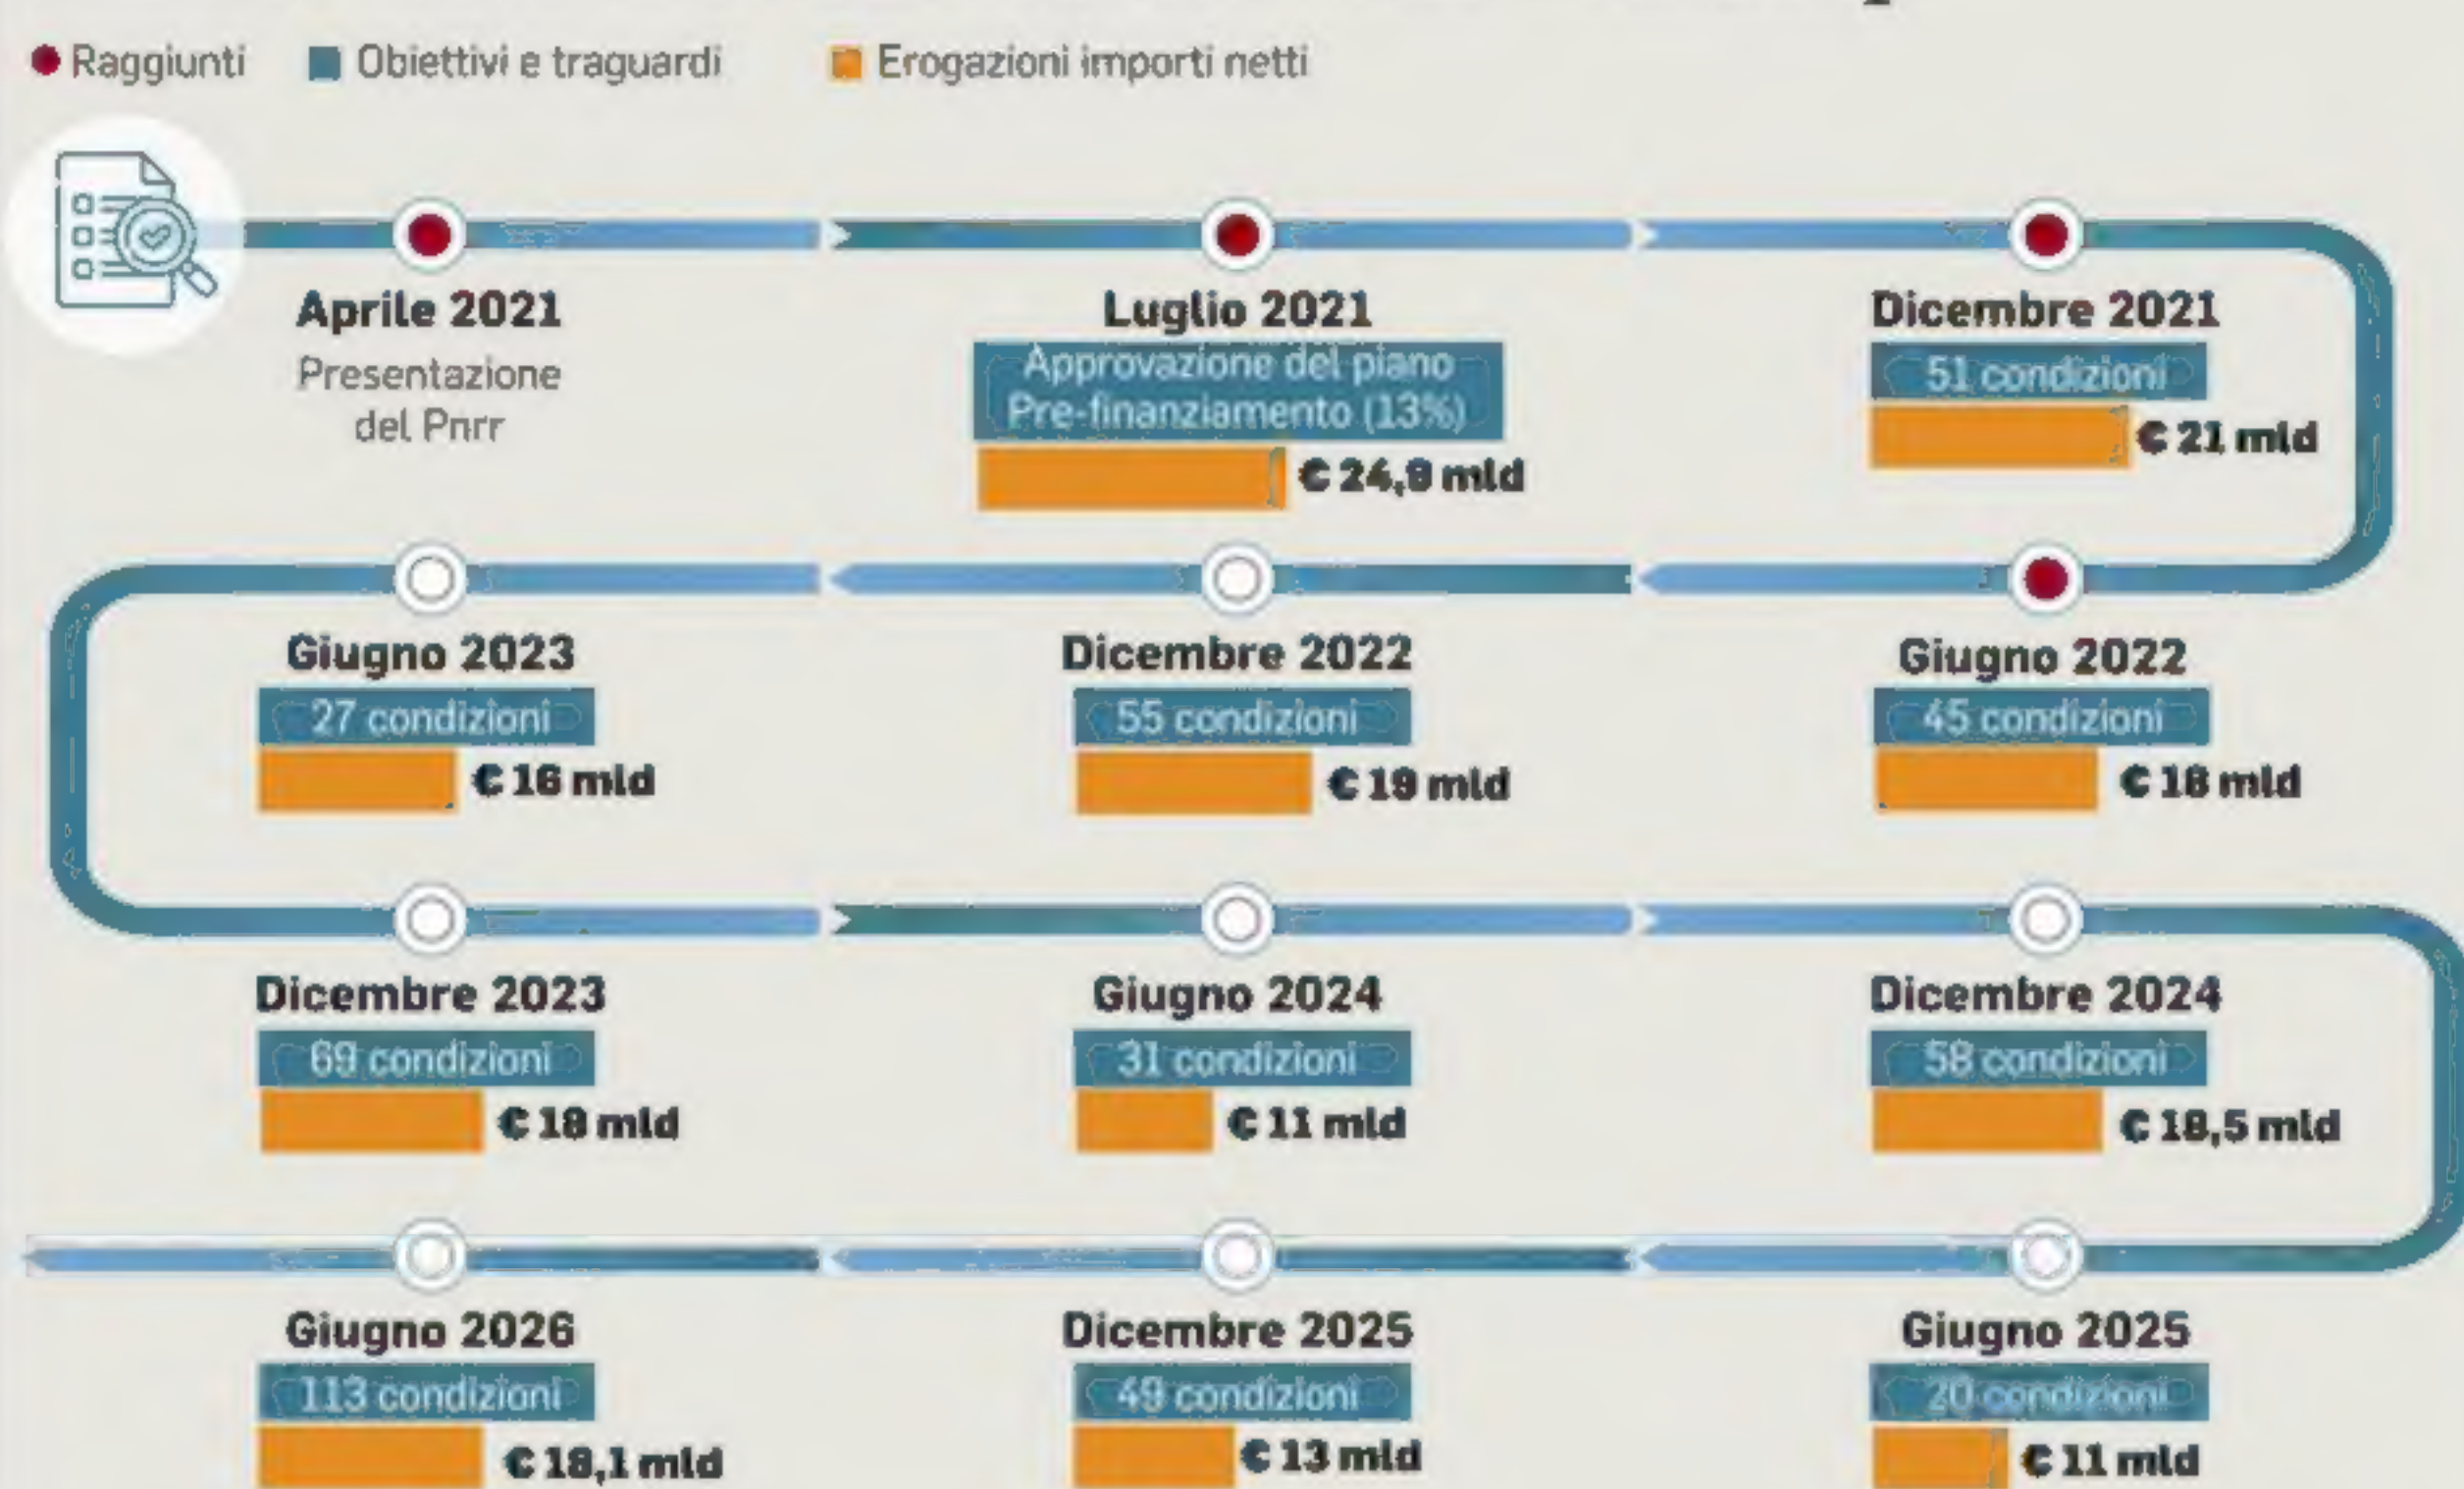 Raggiunti
Obiettivi e traguardi
Erogazioni importi netti
Aprile 2021
Presentazione
del Pnrr
Luglio 2021
Approvazione del piano
Pre-finanziamento (13%)
€ 24,9 mld
Dicembre 2021
51 condizioni
€ 21 mld
Giugno 2023
27 condizioni
€ 16 mld
Dicembre 2022
55 condizioni
€ 19 mld
Giugno 2022
45 condizioni
€ 18 mld
Dicembre 2023
69 condizioni
€ 18 mld
Giugno 2024
31 condizioni
€ 11 mld
Dicembre 2024
58 condizioni
€ 18,5 mld
Giugno 2026
113 condizioni
€ 18,1 mld
Dicembre 2025
49 condizioni
€ 13 mld
Giugno 2025
20 condizioni
€ 11 mld